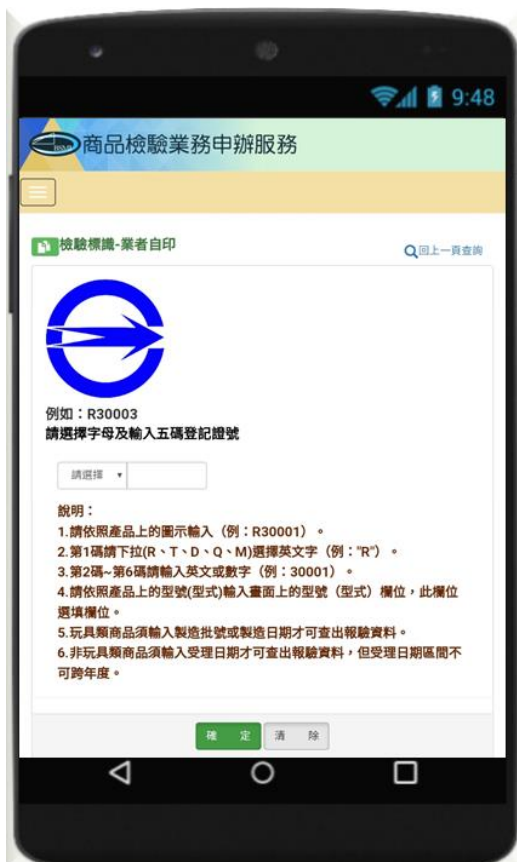 9:48
商品檢驗業務申辦服務
檢驗標識-業者自印
回上一頁查詢
例如：R30003
請選擇字母及輸入五碼登記證號
請選擇
說明：
1.請依照產品上的圖示輸入（例：R30001）。
2.第1碼請下拉(R、T、D、Q、M)選擇英文字（例："R"）。
3.第2碼~第6碼請輸入英文或數字（例：30001）。
4.請依照產品上的型號(型式)輸入畫面上的型號（型式）欄位，此欄位
選填欄位。
5.玩具類商品須輸入製造批號或製造日期才可查出報驗資料。
6.非玩具類商品須輸入受理日期才可查出報驗資料，但受理日期區間不
可跨年度。
確 定
清 除